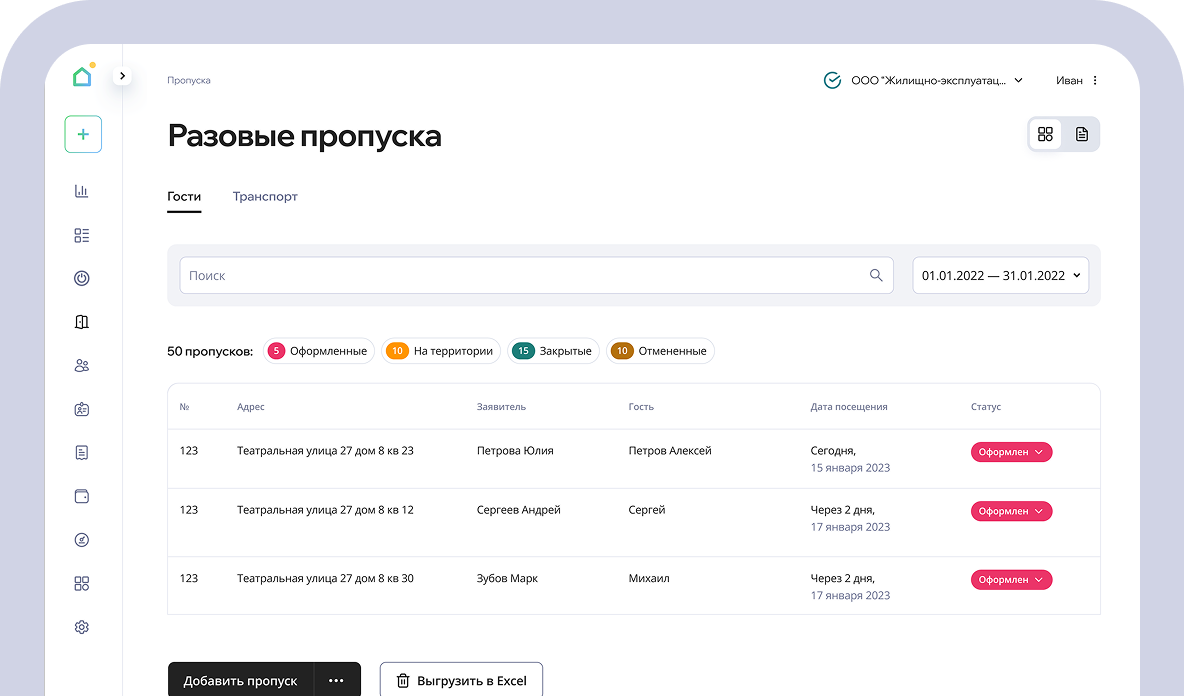 Пропуска
ООО "Жилищно-эксплуатац...
Иван
Разовые пропуска
Гости Транспорт
Поиск
01.01.2022 — 31.01.2022
50 пропусков: 5 Оформленные 10 На территории 15 Закрытые 10 Отмененные
№ Адрес Заявитель Гость Дата посещения Статус
123 Театральная улица 27 дом 8 кв 23 Петрова Юлия Петров Алексей Сегодня, Оформлен
15 января 2023
123 Театральная улица 27 дом 8 кв 12 Сергеев Андрей Сергей Через 2 дня, Оформлен
17 января 2023
123 Театральная улица 27 дом 8 кв 30 Зубов Марк Михаил Через 2 дня, Оформлен
17 января 2023
Добавить пропуск ... Выгрузить в Excel